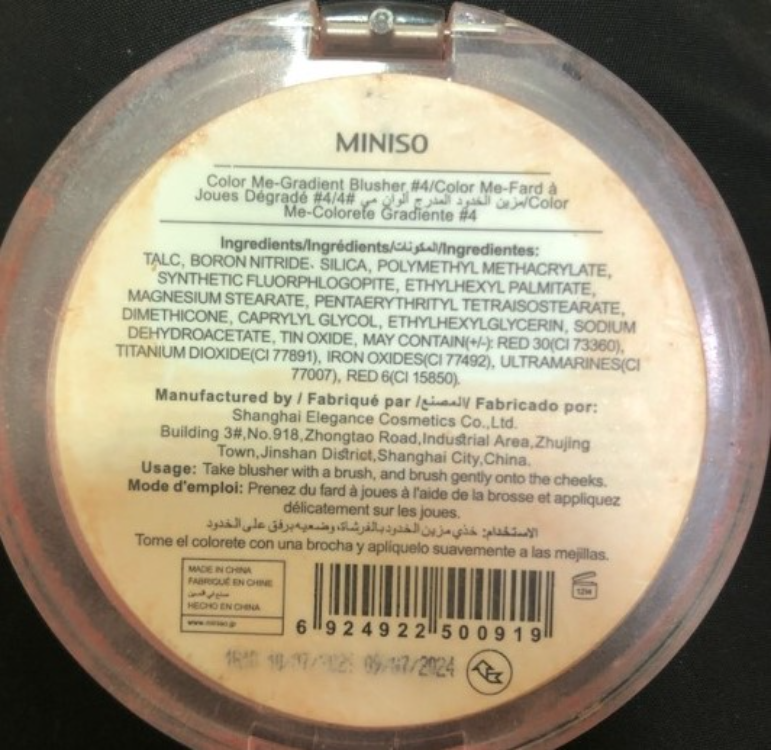 MINISO
Color Me-Gradient Blusher #4/Color Me-Fard à
Joues Dégradé #4/4# مزين الخدود المدرج ألوان مي/Color
Me-Colorete Gradiente #4
Ingredients/Ingrédients/المكونات/Ingredientes:
TALC, BORON NITRIDE、SILICA, POLYMETHYL METHACRYLATE,
SYNTHETIC FLUORPHLOGOPITE, ETHYLHEXYL PALMITATE,
MAGNESIUM STEARATE, PENTAERYTHRITYL TETRAISOSTEARATE,
DIMETHICONE, CAPRYLYL GLYCOL, ETHYLHEXYLGLYCERIN, SODIUM
DEHYDROACETATE, TIN OXIDE, MAY CONTAIN(+/-): RED 30(CI 73360),
TITANIUM DIOXIDE(CI 77891), IRON OXIDES(CI 77492), ULTRAMARINES(CI
77007), RED 6(CI 15850).
Manufactured by / Fabriqué par /المصنع/ Fabricado por:
Shanghai Elegance Cosmetics Co.,Ltd.
Building 3#,No.918,Zhongtao Road,Industrial Area,Zhujing
Town,Jinshan District,Shanghai City,China.
Usage: Take blusher with a brush, and brush gently onto the cheeks.
Mode d'emploi: Prenez du fard à joues à l'aide de la brosse et appliquez
délicatement sur les joues.
الاستخدام: خذي مزين الخدود بالفرشاة، وضعيه برفق على الخدود
Tome el colorete con una brocha y aplíquelo suavemente a las mejillas.
MADE IN CHINA
FABRIQUÉ EN CHINE
صنع في الصين
HECHO EN CHINA
www.miniso.jp
12M
6 924922 500919